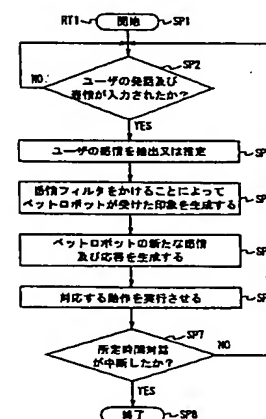 RT1
開始
SP1
SP2
ユーザの発話及び
感情が入力されたか?
NO
YES
ユーザの感情を抽出又は推定
SP
感情フィルタをかけることによって
ペットロボットが受けた印象を生成する
SP
ペットロボットの新たな感情
及び応答を生成する
SP
対応する動作を実行させる
SP
SP7
所定時間対話
が中断したか?
NO
YES
終了
SP8